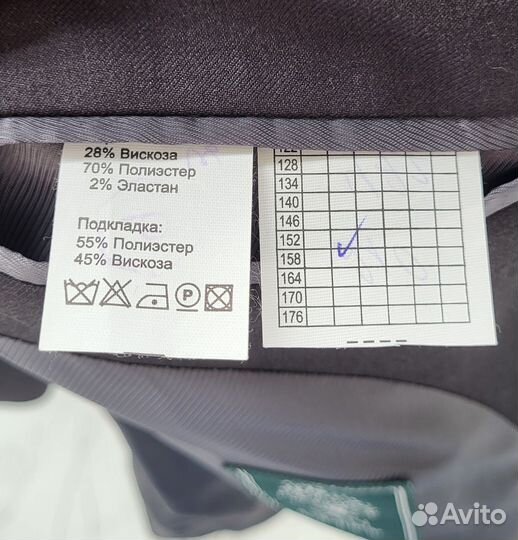 28% Вискоза
70% Полиэстер
2% Эластан
Подкладка:
55% Полиэстер
45% Вискоза
P
122
128
134
140
146
152
158
164
170
176
Avito